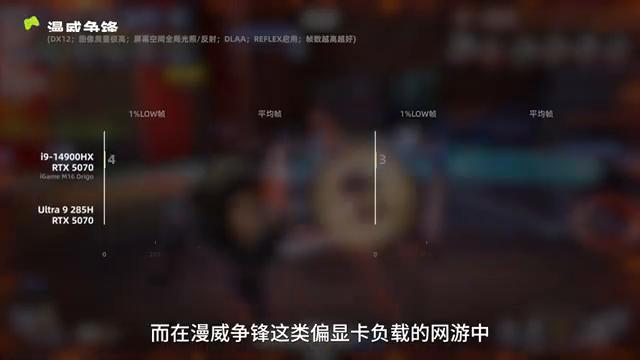 漫威争锋
(DX12；图像质量极高；屏幕空间全局光照/反射；DLAA；REFLEX启用；帧数越高越好)
1%LOW帧 平均帧 1%LOW帧 平均帧
i9-14900HX
RTX 5070
iGame M16 Origo
4 3
Ultra 9 285H
RTX 5070
0 0
而在漫威争锋这类偏显卡负载的网游中